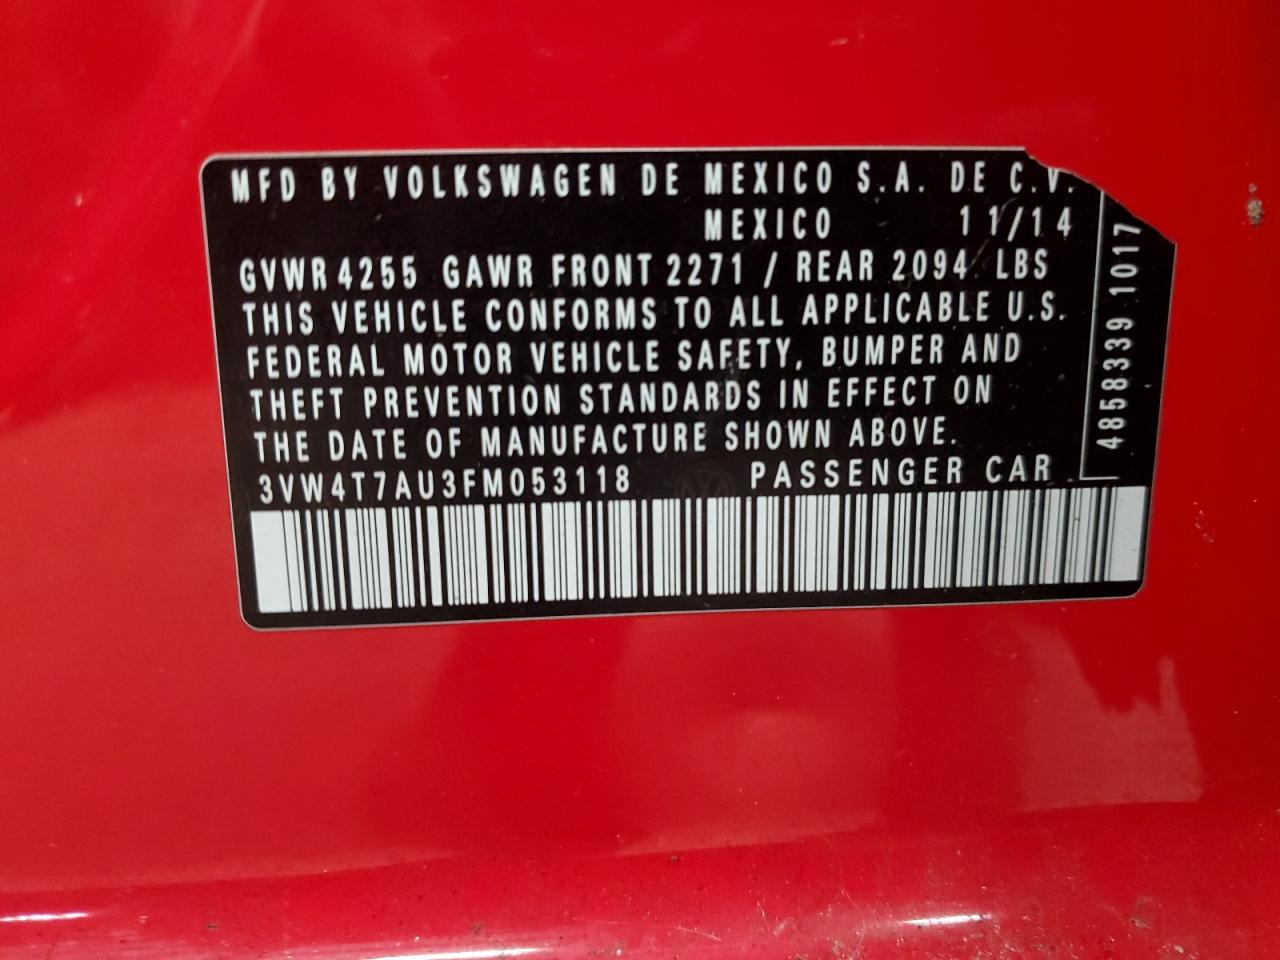 MFD BY VOLKSWAGEN DE MEXICO S.A. DE C.V.
MEXICO 11/14
GVWR 4255 GAWR FRONT 2271 / REAR 2094 LBS
THIS VEHICLE CONFORMS TO ALL APPLICABLE U.S.
FEDERAL MOTOR VEHICLE SAFETY, BUMPER AND
THEFT PREVENTION STANDARDS IN EFFECT ON
THE DATE OF MANUFACTURE SHOWN ABOVE.
3VW4T7AU3FM053118 PASSENGER CAR
4858339 1017